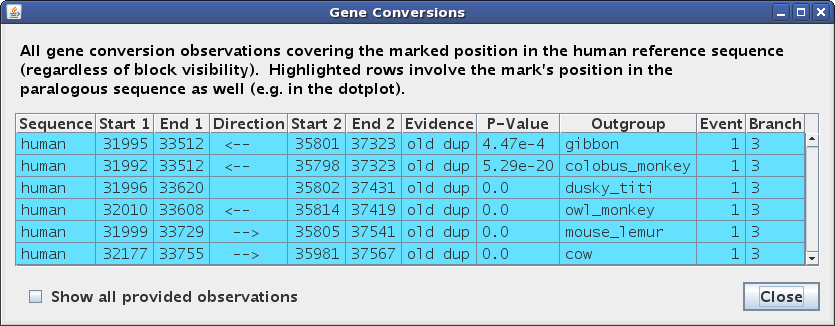 Gene Conversions
All gene conversion observations covering the marked position in the human reference sequence
(regardless of block visibility).  Highlighted rows involve the mark's position in the
paralogous sequence as well (e.g. in the dotplot).
Sequence Start 1 End 1 Direction Start 2 End 2 Evidence P-Value Outgroup Event Branch
human 31995 33512 <-- 35801 37323 old dup 4.47e-4 gibbon 1 3
human 31992 33512 <-- 35798 37323 old dup 5.29e-20 colobus_monkey 1 3
human 31996 33620 35802 37431 old dup 0.0 dusky_titi 1 3
human 32010 33608 <-- 35814 37419 old dup 0.0 owl_monkey 1 3
human 31999 33729 --> 35805 37541 old dup 0.0 mouse_lemur 1 3
human 32177 33755 --> 35981 37567 old dup 0.0 cow 1 3
Show all provided observations
Close